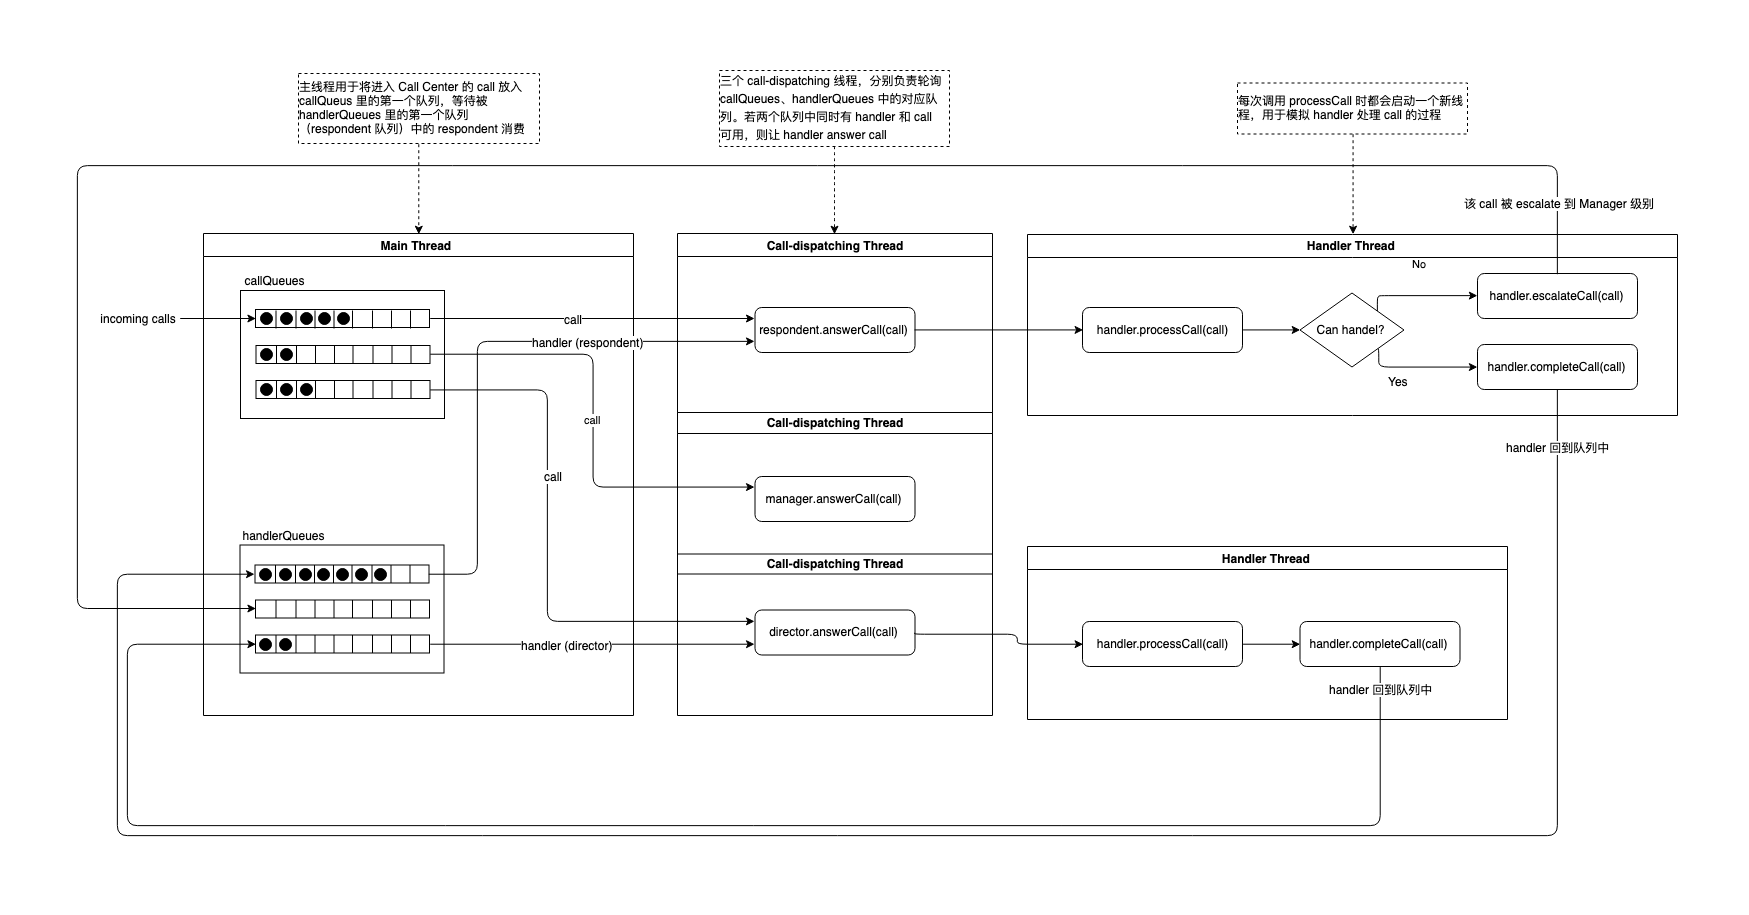 主线程用于将进入 Call Center 的 call 放入
callQueus 里的第一个队列，等待被
handlerQueues 里的第一个队列
（respondent 队列）中的 respondent 消费
三个 call-dispatching 线程，分别负责轮询
callQueues、handlerQueues 中的对应队
列。若两个队列中同时有 handler 和 call
可用，则让 handler answer call
每次调用 processCall 时都会启动一个新线
程，用于模拟 handler 处理 call 的过程
该 call 被 escalate 到 Manager 级别
Main Thread
callQueues
incoming calls
call
handler (respondent)
call
call
handlerQueues
handler (director)
Call-dispatching Thread
respondent.answerCall(call)
Call-dispatching Thread
manager.answerCall(call)
Call-dispatching Thread
director.answerCall(call)
Handler Thread
handler.processCall(call)
Can handel?
No
handler.escalateCall(call)
Yes
handler.completeCall(call)
handler 回到队列中
Handler Thread
handler.processCall(call)
handler.completeCall(call)
handler 回到队列中